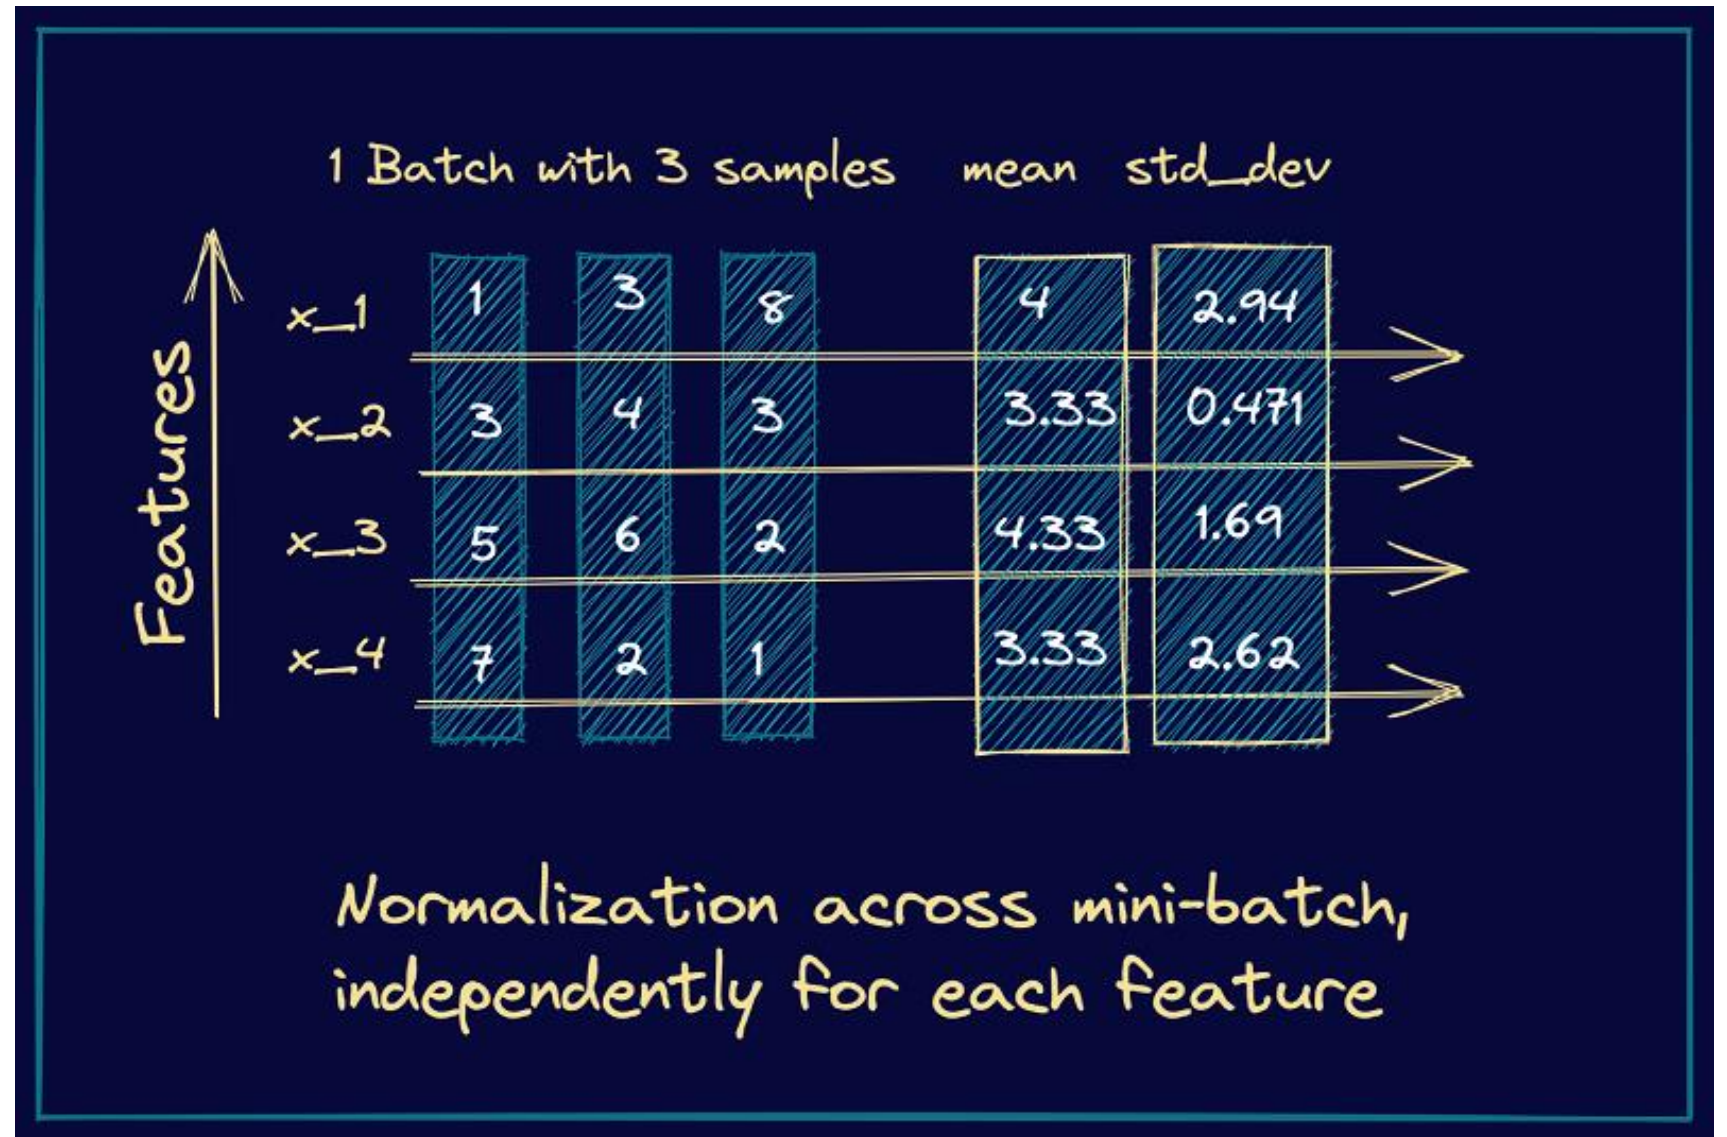 1 Batch with 3 samples mean std_dev
Features
x_1 1 3 8 4 2.94
x_2 3 4 3 3.33 0.471
x_3 5 6 2 4.33 1.69
x_4 7 2 1 3.33 2.62
Normalization across mini-batch,
independently for each feature